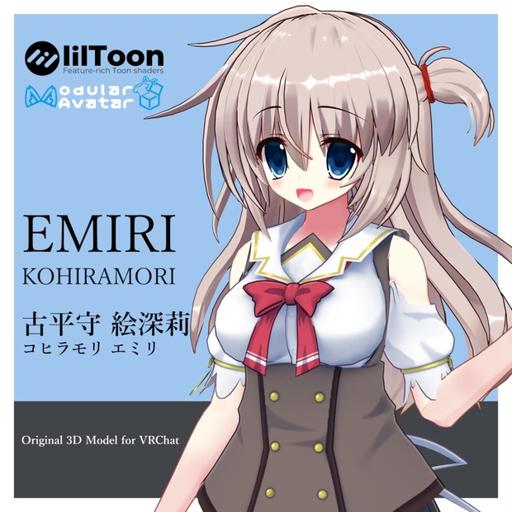 lilToon
Feature-rich Toon shaders
Modular
Avatar
EMIRI
KOHIRAMORI
古平守 絵深莉
コヒラモリ エミリ
Original 3D Model for VRChat